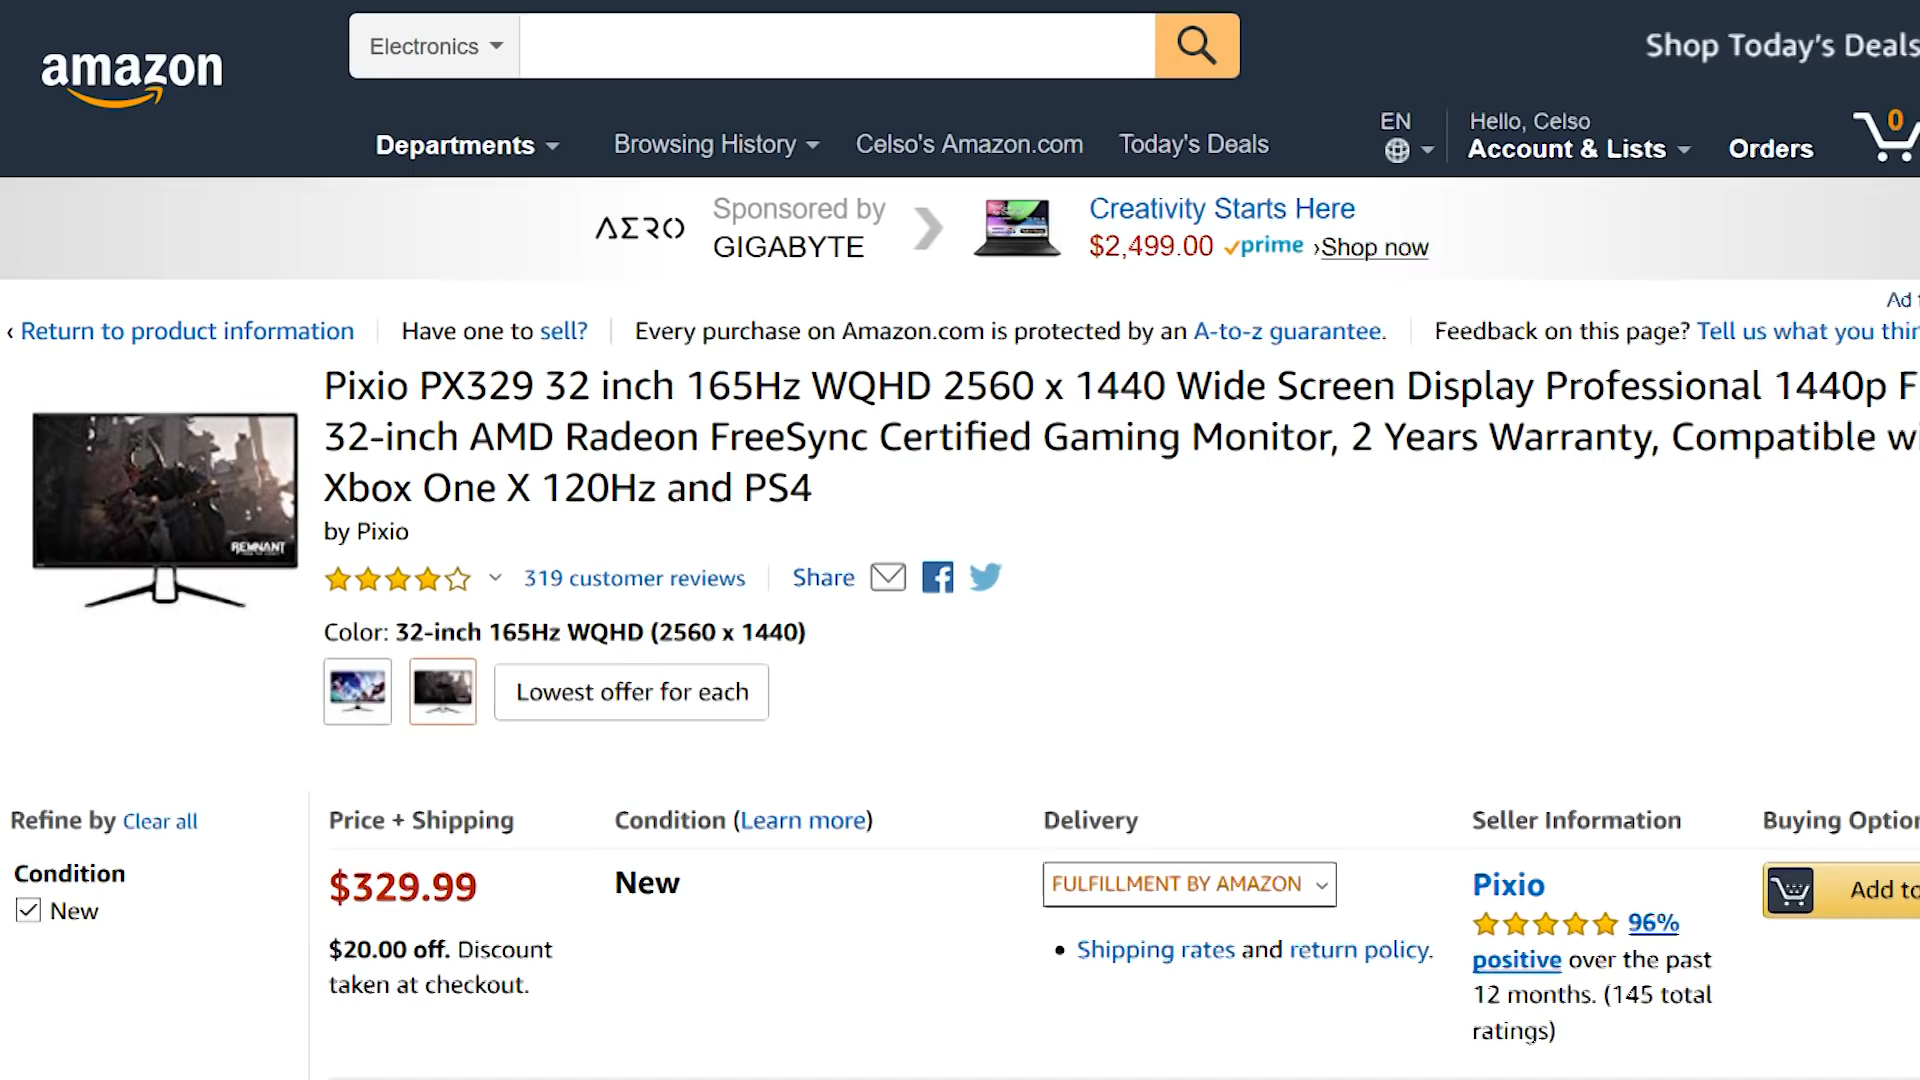 amazon
Electronics
Shop Today's Deals
Departments
Browsing History
Celso's Amazon.com
Today's Deals
EN
Hello, Celso
Account & Lists
Orders
0
AERO
Sponsored by
GIGABYTE
Creativity Starts Here
$2,499.00 prime ›Shop now
Ad
‹ Return to product information
Have one to sell?
Every purchase on Amazon.com is protected by an A-to-z guarantee.
Feedback on this page? Tell us what you
Pixio PX329 32 inch 165Hz WQHD 2560 x 1440 Wide Screen Display Professional 1440p
32-inch AMD Radeon FreeSync Certified Gaming Monitor, 2 Years Warranty, Compatible
Xbox One X 120Hz and PS4
REMNANT
by Pixio
319 customer reviews
Share
Color: 32-inch 165Hz WQHD (2560 x 1440)
Lowest offer for each
Refine by Clear all
Condition
New
Price + Shipping
Condition (Learn more)
Delivery
Seller Information
Buying
$329.99
$20.00 off. Discount
taken at checkout.
New
FULFILLMENT BY AMAZON
• Shipping rates and return policy.
Pixio
96%
positive over the past
12 months. (145 total
ratings)
Add to